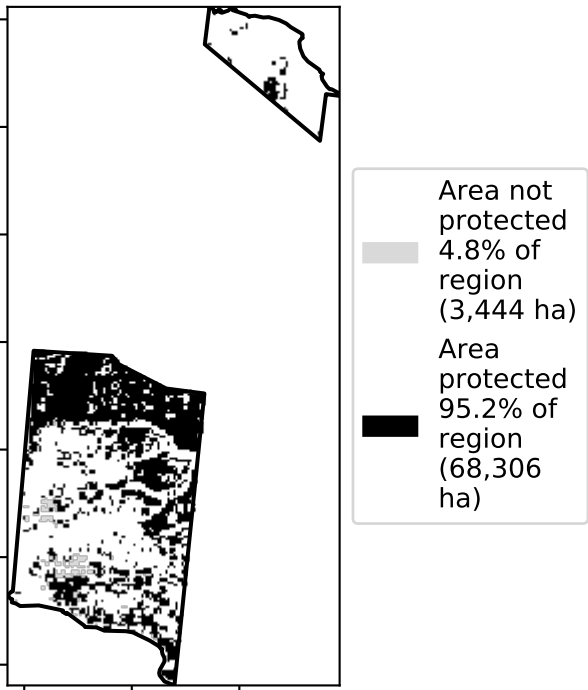 Area not
protected
4.8% of
region
(3,444 ha)
Area
protected
95.2% of
region
(68,306
ha)